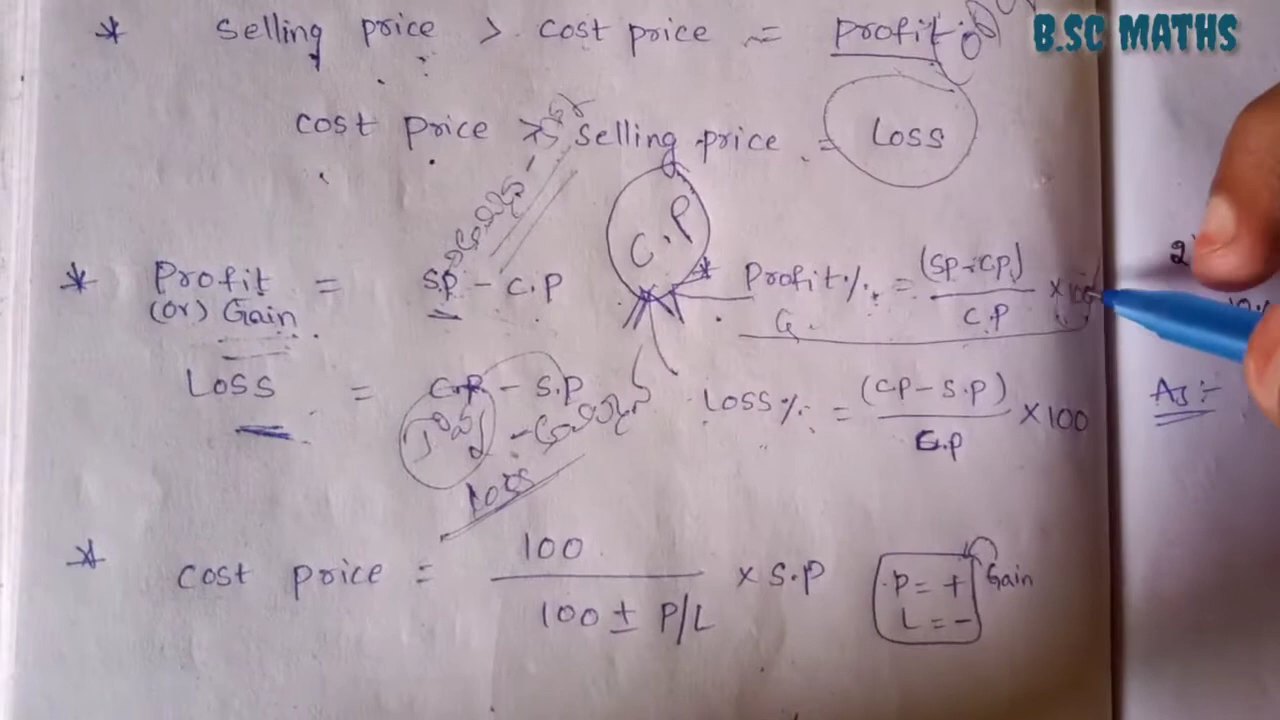 B.SC MATHS
* Selling price > cost price = profit
cost price > selling price = Loss
C.P
* Profit (or) Gain = S.P - C.P
* Profit % = (SP - CP) / C.P × 100
G.
Loss = C.P - S.P
Loss % = (C.P - S.P) / C.P × 100
Loss
As :-
* cost price = 100 / 100 ± P/L × S.P
P = + Gain
L = -